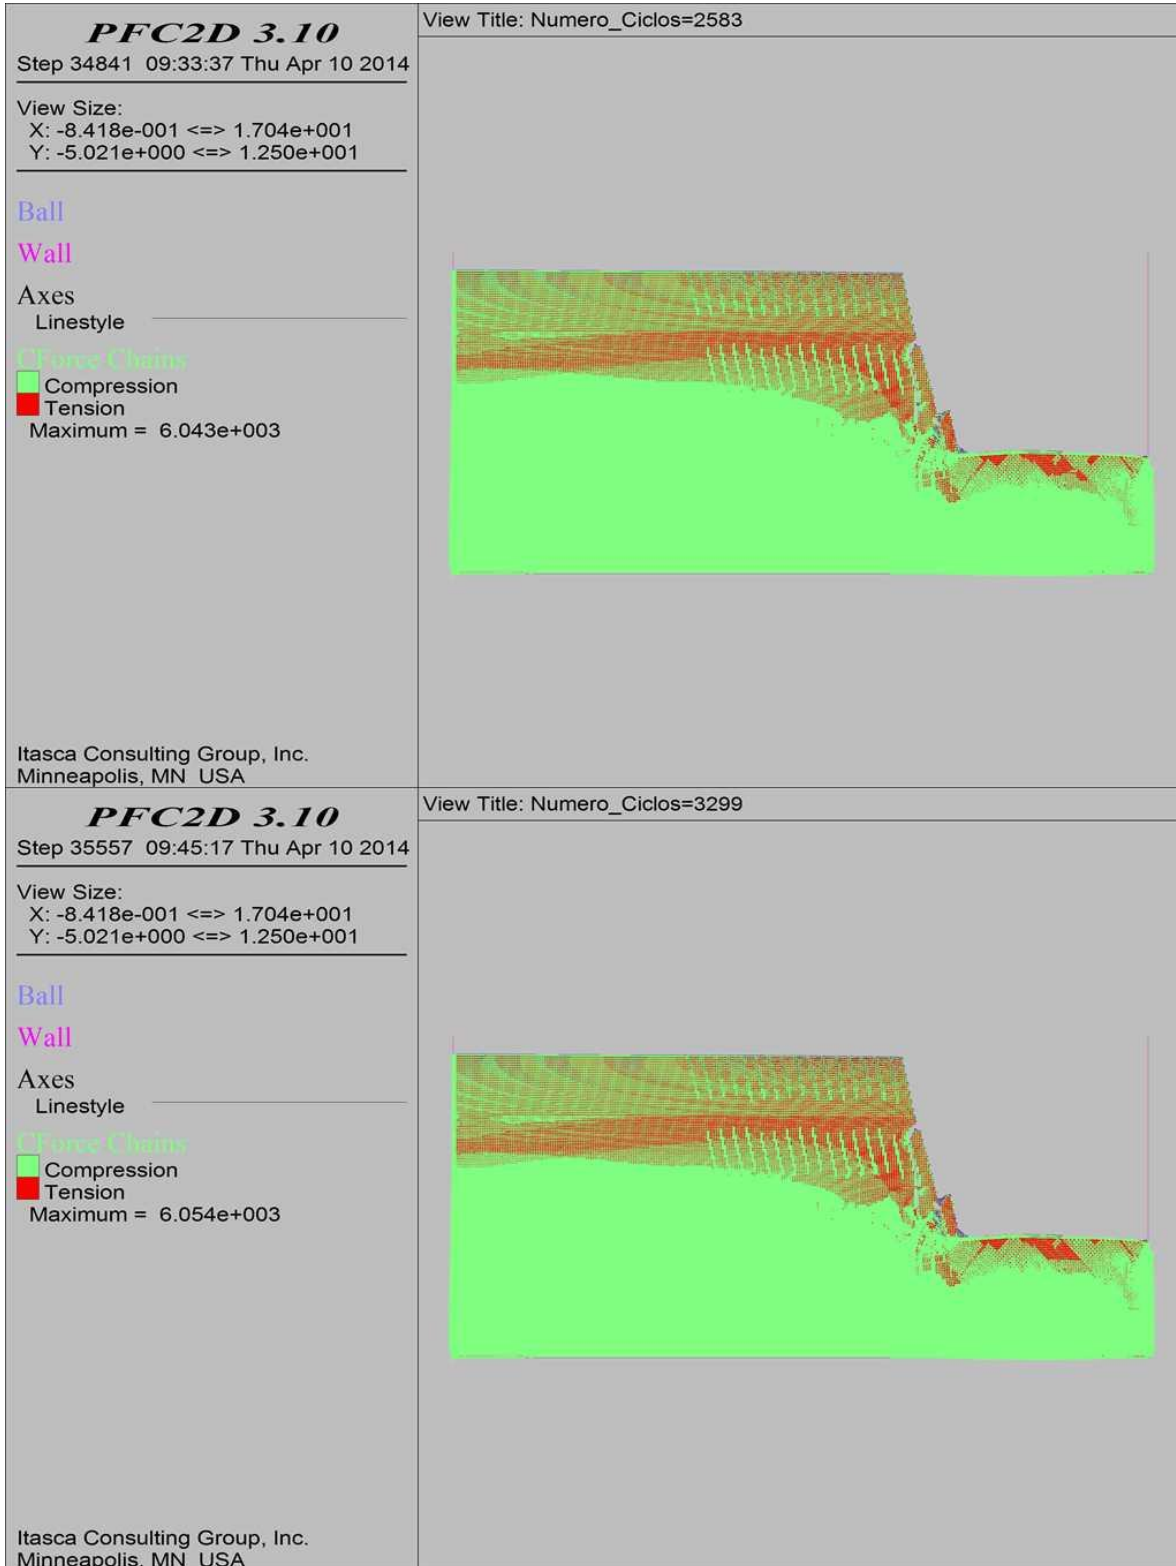 PFC2D 3.10
Step 34841 09:33:37 Thu Apr 10 2014
View Size:
X: -8.418e-001 <=> 1.704e+001
Y: -5.021e+000 <=> 1.250e+001
Ball
Wall
Axes
Linestyle
CForce Chains
Compression
Tension
Maximum = 6.043e+003
Itasca Consulting Group, Inc.
Minneapolis, MN USA
View Title: Numero_Ciclos=2583
PFC2D 3.10
Step 35557 09:45:17 Thu Apr 10 2014
View Size:
X: -8.418e-001 <=> 1.704e+001
Y: -5.021e+000 <=> 1.250e+001
Ball
Wall
Axes
Linestyle
CForce Chains
Compression
Tension
Maximum = 6.054e+003
Itasca Consulting Group, Inc.
Minneapolis, MN USA
View Title: Numero_Ciclos=3299